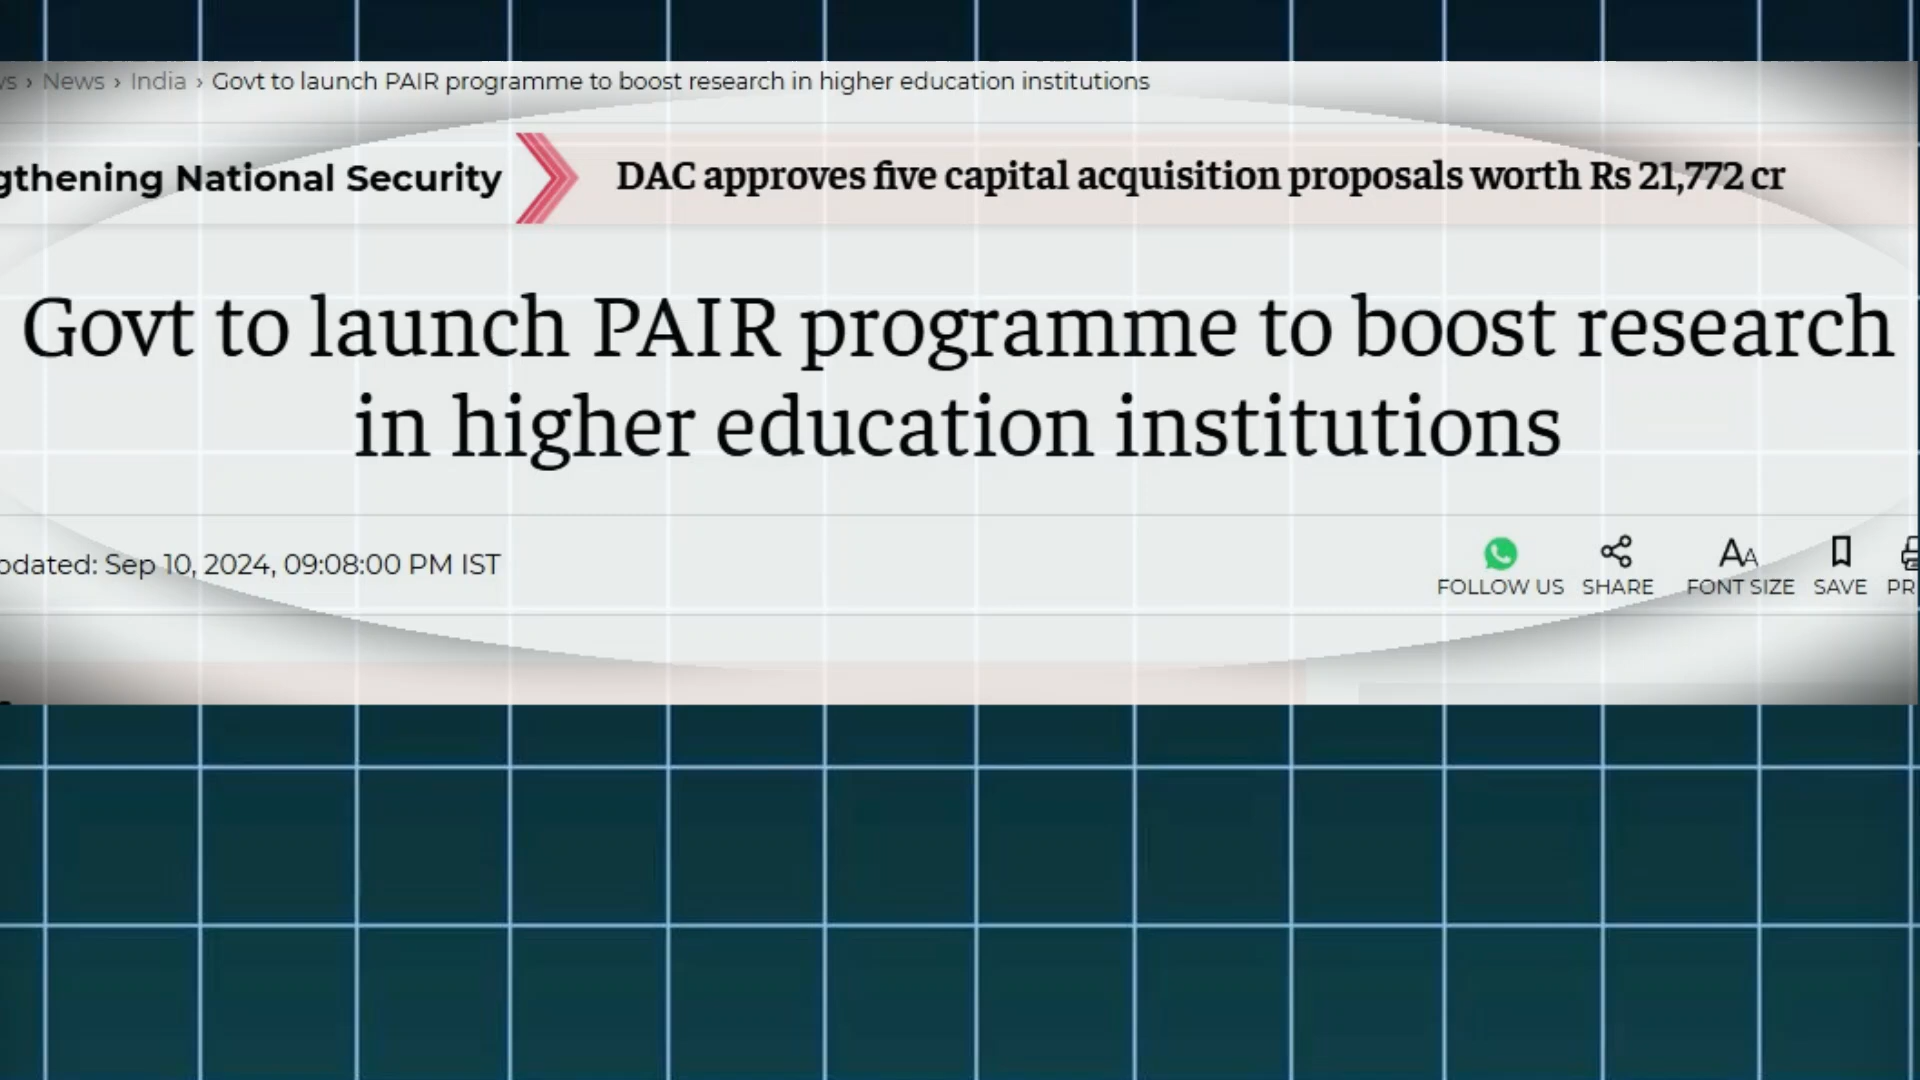 › News › India › Govt to launch PAIR programme to boost research in higher education institutions
National Security DAC approves five capital acquisition proposals worth Rs 21,772 cr
Govt to launch PAIR programme to boost research
in higher education institutions
Sep 10, 2024, 09:08:00 PM IST
FOLLOW US SHARE FONT SIZE SAVE